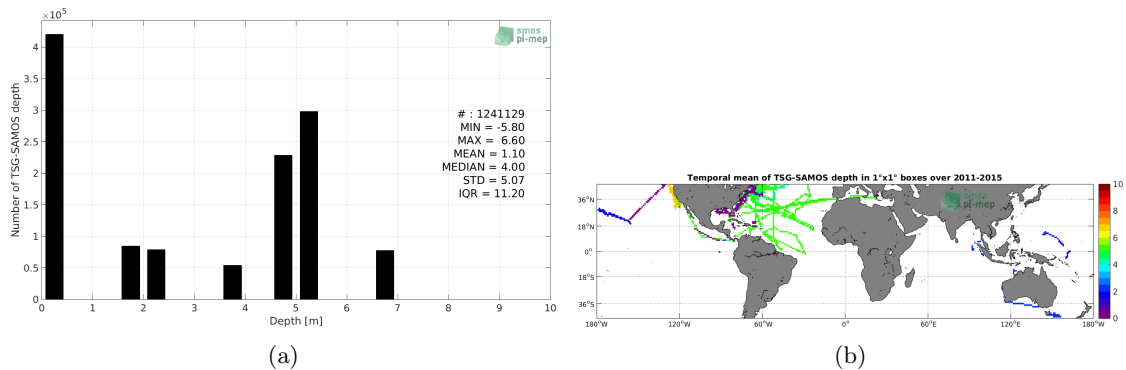 ×10⁵
4
3.5
3
2.5
2
1.5
1
0.5
0
0 1 2 3 4 5 6 7 8 9 10
Number of TSG-SAMOS depth
Depth [m]
smos
pi-mep
# : 1241129
MIN = -5.80
MAX = 6.60
MEAN = 1.10
MEDIAN = 4.00
STD = 5.07
IQR = 11.20
(a)
Temporal mean of TSG-SAMOS depth in 1°x1° boxes over 2011-2015
smos
pi-mep
36°N
18°N
0°
18°S
36°S
180°W 120°W 60°W 0° 60°E 120°E 180°W
10
8
6
4
2
0
(b)